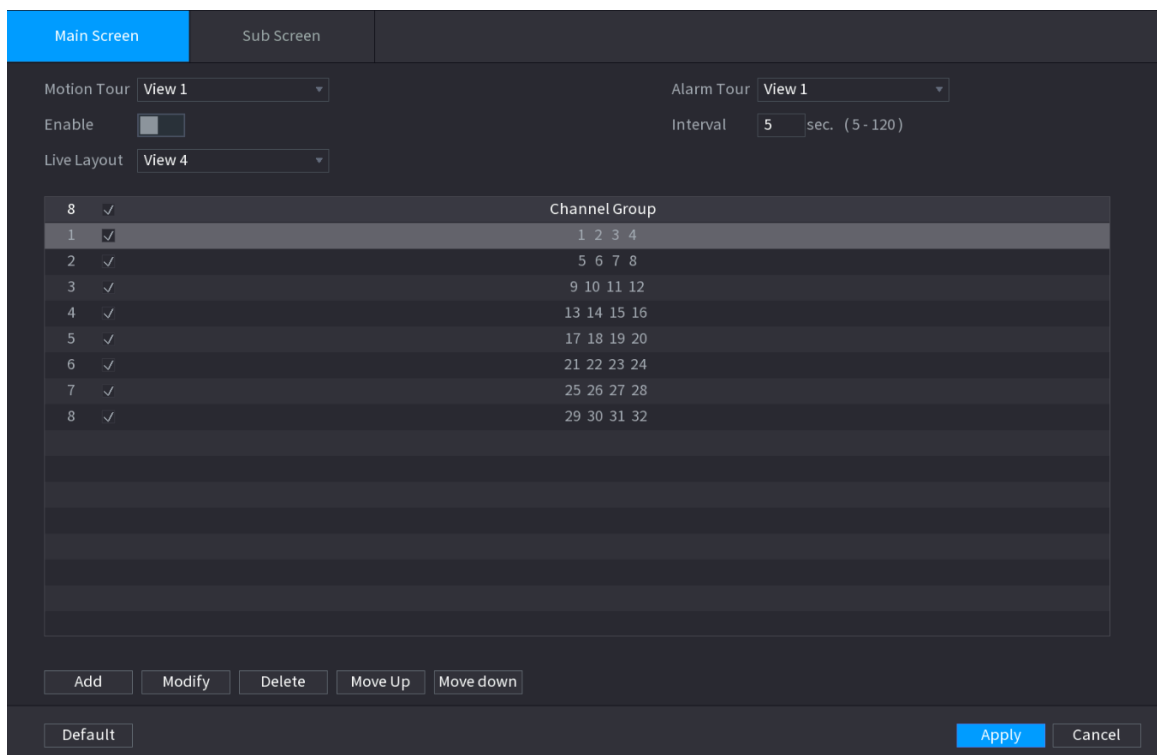 Main Screen Sub Screen
Motion Tour View 1 Alarm Tour View 1
Enable Interval 5 sec. (5-120)
Live Layout View 4
8 Channel Group
1 1 2 3 4
2 5 6 7 8
3 9 10 11 12
4 13 14 15 16
5 17 18 19 20
6 21 22 23 24
7 25 26 27 28
8 29 30 31 32
Add Modify Delete Move Up Move down
Default Apply Cancel